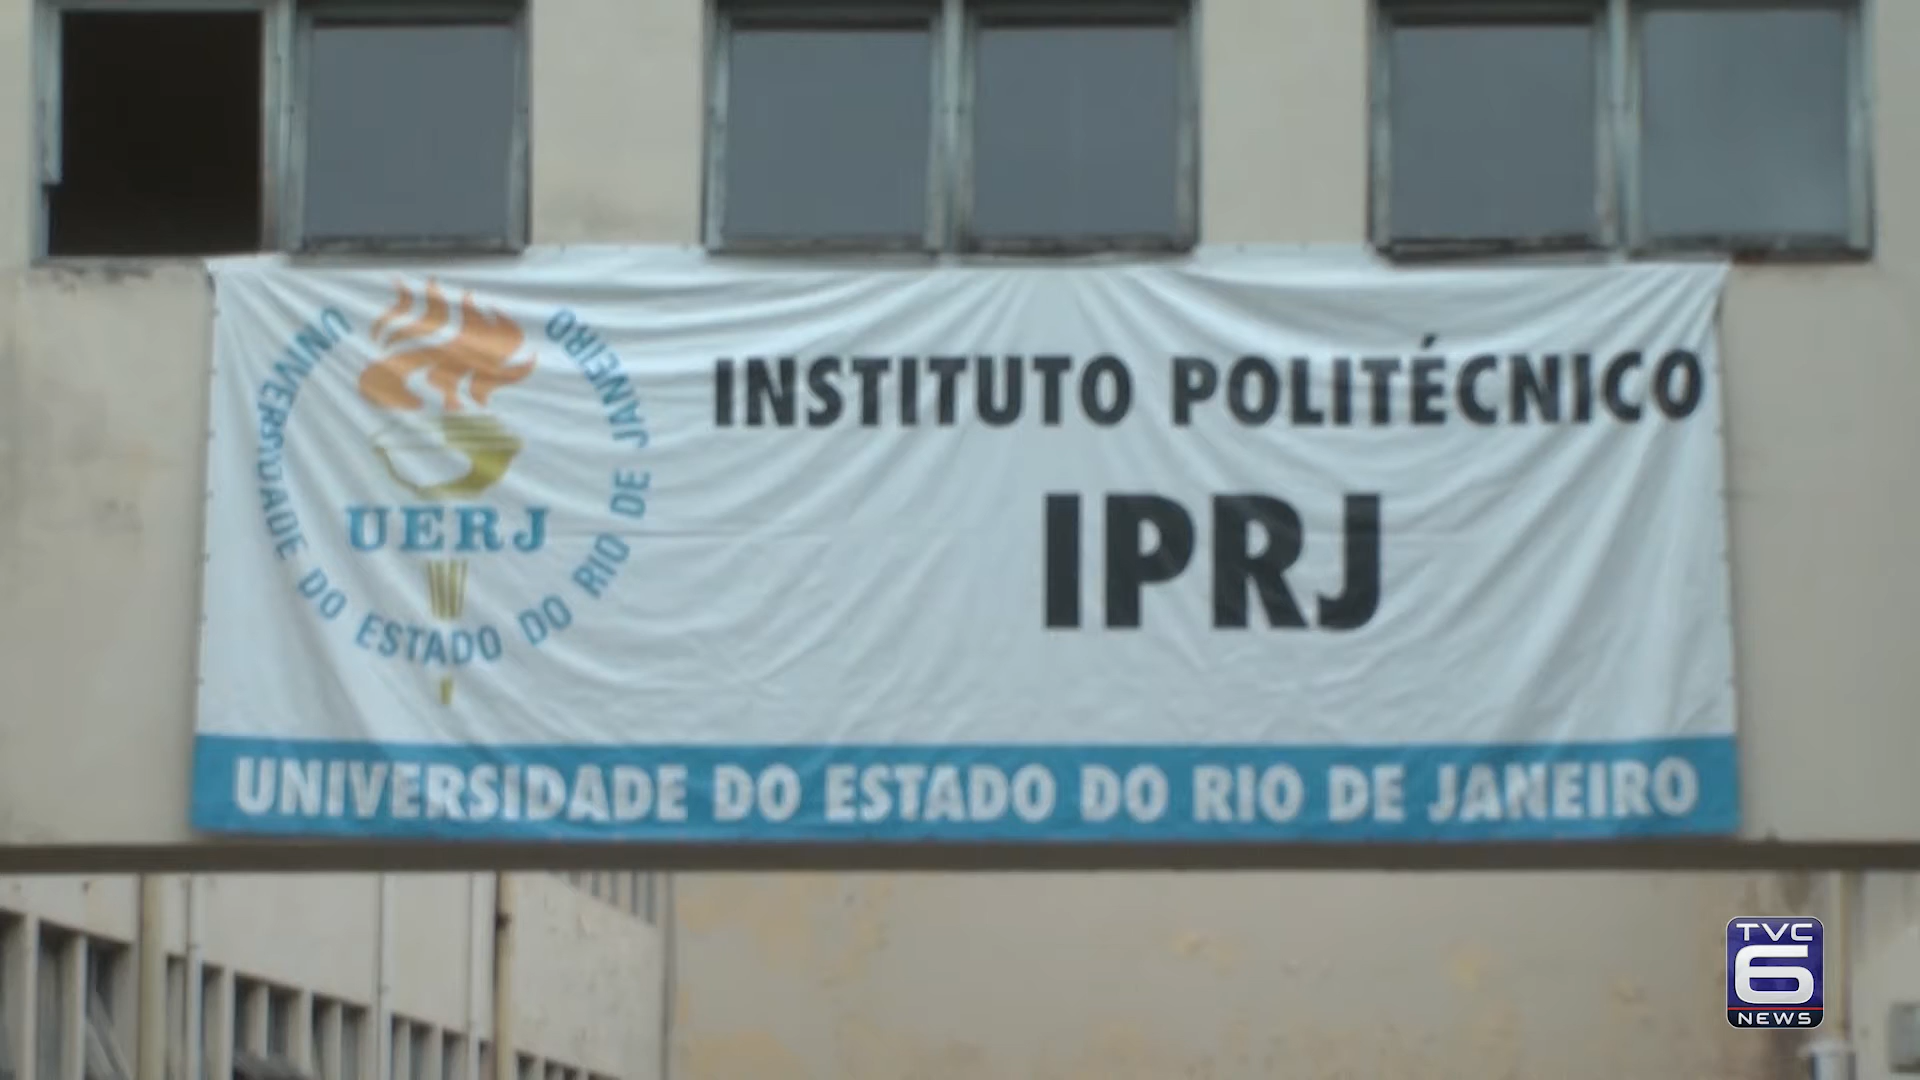 UNIVERSIDADE DO ESTADO DO RIO DE JANEIRO
UERJ
INSTITUTO POLITÉCNICO
IPRJ
UNIVERSIDADE DO ESTADO DO RIO DE JANEIRO
TVC
6
NEWS